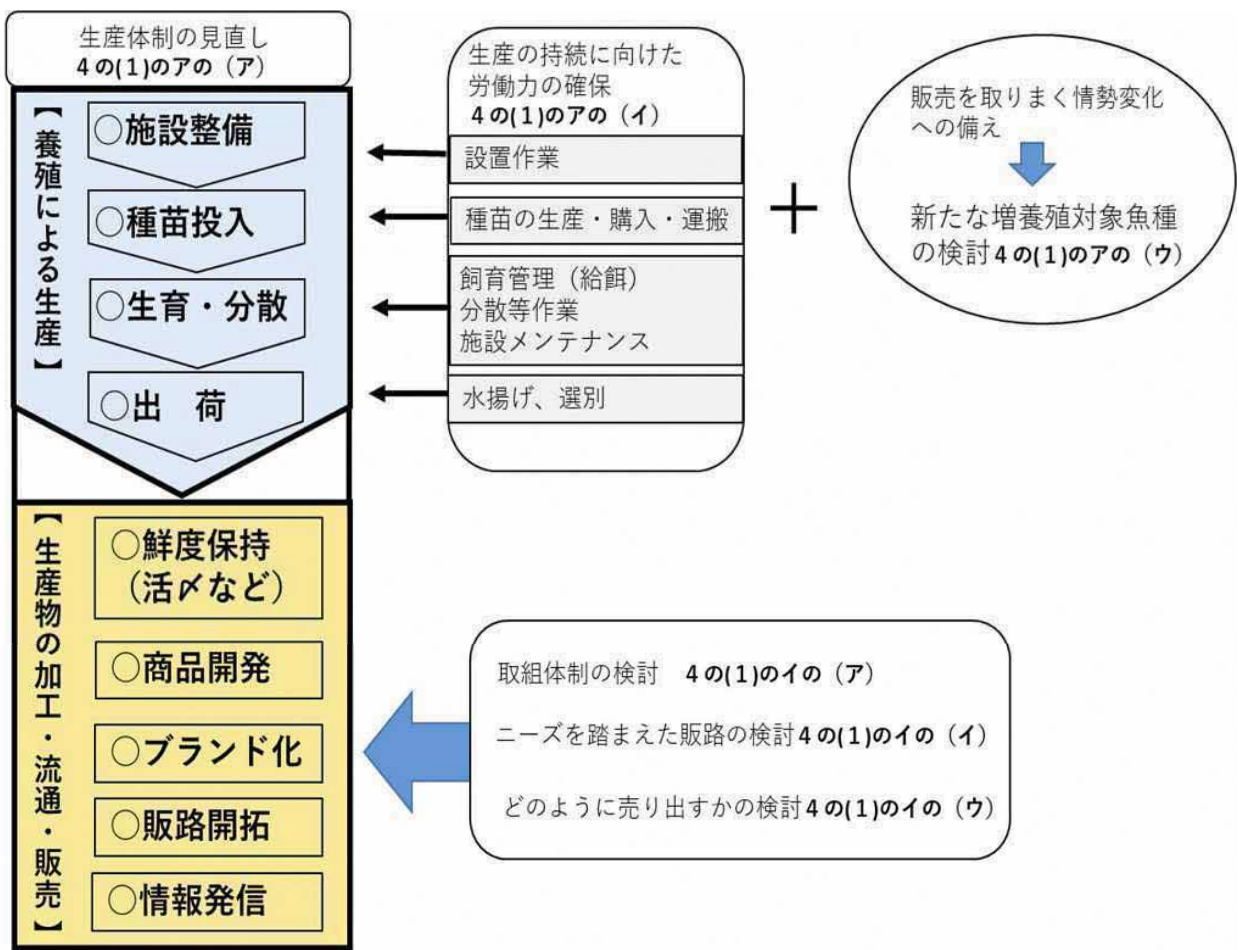 生産体制の見直し
4の(1)のアの（ア）
【養殖による生産】
○施設整備
○種苗投入
○生育・分散
○出　荷
生産の持続に向けた
労働力の確保
4の(1)のアの（イ）
設置作業
種苗の生産・購入・運搬
飼育管理（給餌）
分散等作業
施設メンテナンス
水揚げ、選別
＋
販売を取りまく情勢変化
への備え
新たな増養殖対象魚種
の検討4の(1)のアの（ウ）
【生産物の加工・流通・販売】
○鮮度保持
（活〆など）
○商品開発
○ブランド化
○販路開拓
○情報発信
取組体制の検討　4の(1)のイの（ア）
ニーズを踏まえた販路の検討4の(1)のイの（イ）
どのように売り出すかの検討4の(1)のイの（ウ）